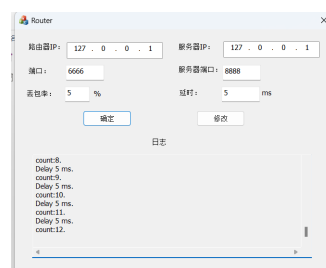 Router
路由器IP: 127 . 0 . 0 . 1 服务器IP: 127 . 0 . 0 . 1
端口: 6666 服务器端口: 8888
丢包率: 5 % 延时: 5 ms
确定 修改
日志
count:8.
Delay 5 ms.
count:9.
Delay 5 ms.
count:10.
Delay 5 ms.
count:11.
Delay 5 ms.
count:12.